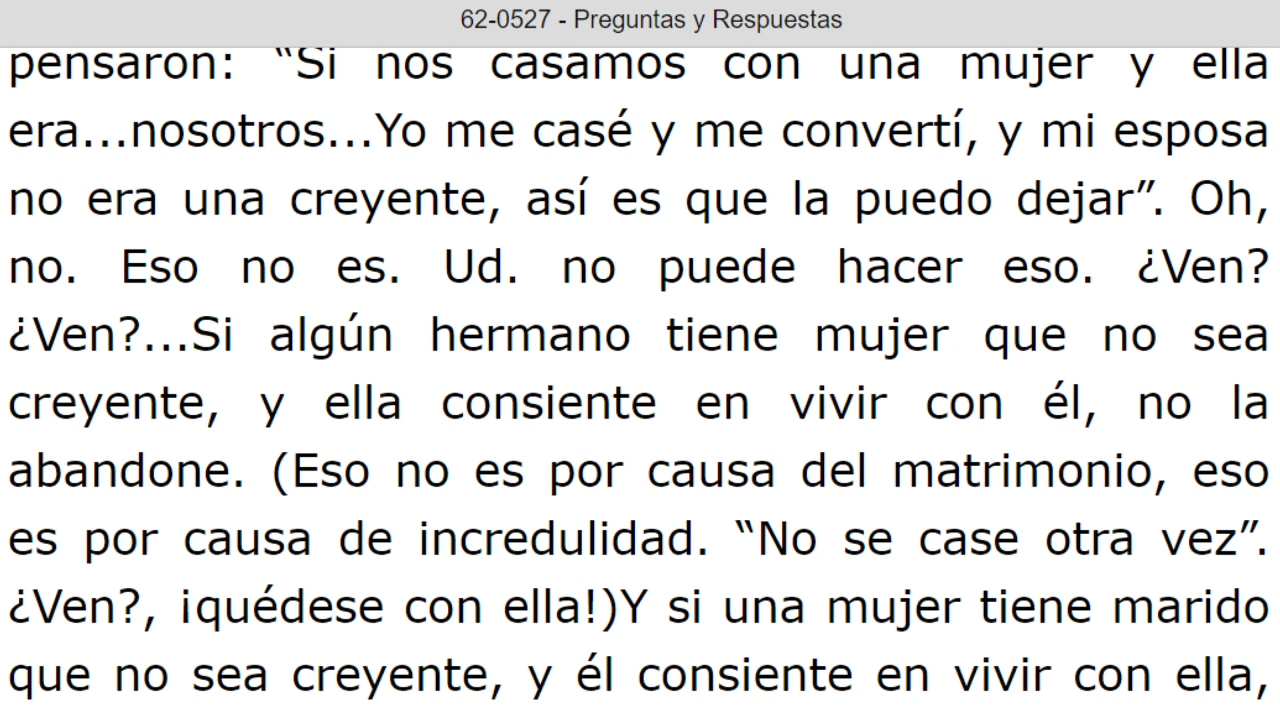 62-0527 - Preguntas y Respuestas
pensaron: “Si nos casamos con una mujer y ella
era...nosotros...Yo me casé y me convertí, y mi esposa
no era una creyente, así es que la puedo dejar”. Oh,
no. Eso no es. Ud. no puede hacer eso. ¿Ven?
¿Ven?...Si algún hermano tiene mujer que no sea
creyente, y ella consiente en vivir con él, no la
abandone. (Eso no es por causa del matrimonio, eso
es por causa de incredulidad. “No se case otra vez”.
¿Ven?, ¡quédese con ella!)Y si una mujer tiene marido
que no sea creyente, y él consiente en vivir con ella,